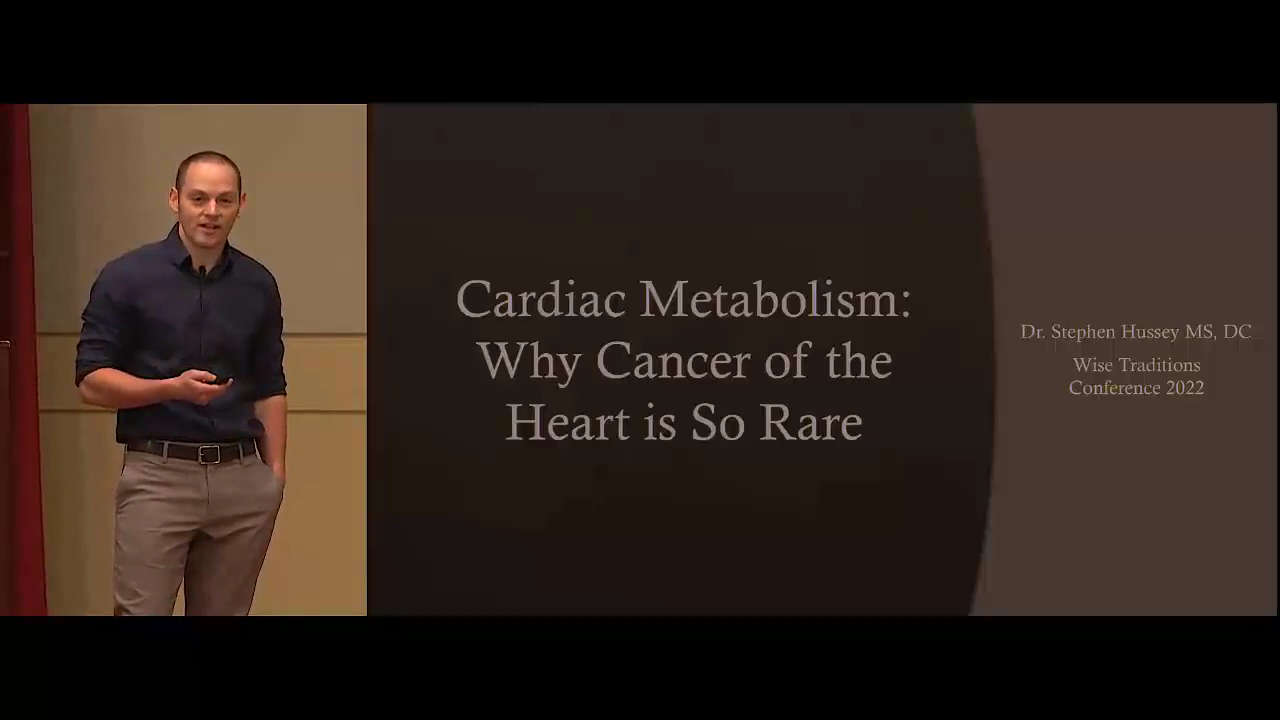 Cardiac Metabolism:
Why Cancer of the
Heart is So Rare
Dr. Stephen Hussey MS, DC
Wise Traditions
Conference 2022